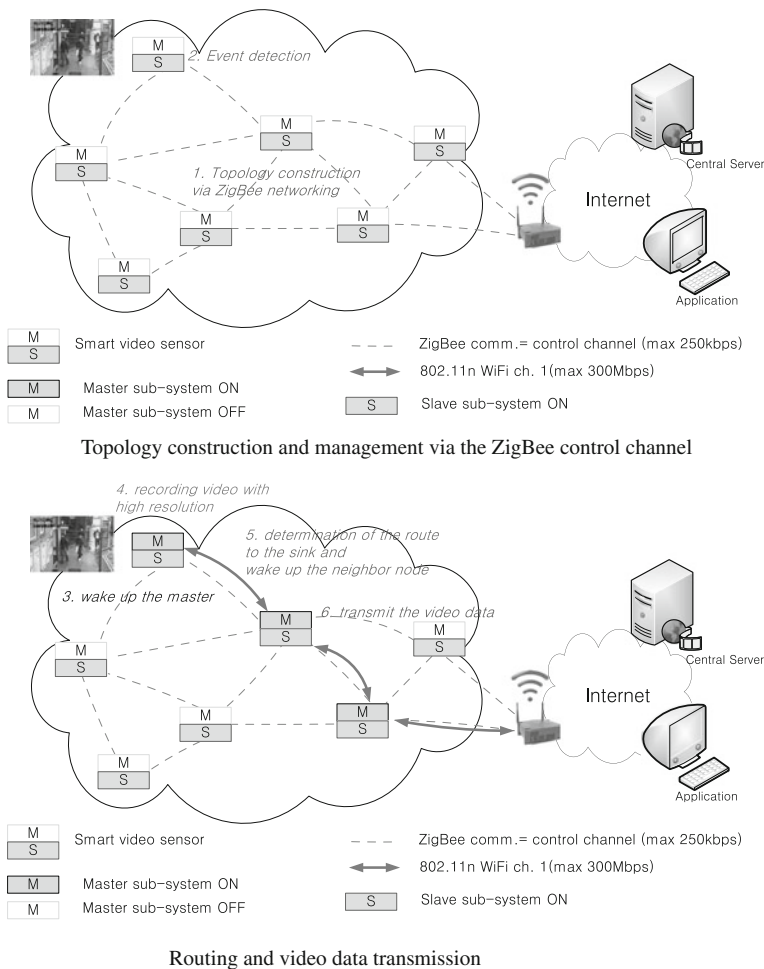 M
S
2. Event detection
M
S
M
S
M
S
1. Topology construction
via ZigBee networking
M
S
M
S
M
S
Internet
Central Server
Application
M
S
Smart video sensor
ZigBee comm.= control channel (max 250kbps)
802.11n WiFi ch. 1(max 300Mbps)
M
Master sub-system ON
S
Slave sub-system ON
M
Master sub-system OFF
Topology construction and management via the ZigBee control channel
4. recording video with
high resolution
M
S
5. determination of the route
to the sink and
wake up the neighbor node
3. wake up the master
M
S
6. transmit the video data
M
S
M
S
M
S
M
S
M
S
Internet
Central Server
Application
M
S
Smart video sensor
ZigBee comm.= control channel (max 250kbps)
802.11n WiFi ch. 1(max 300Mbps)
M
Master sub-system ON
S
Slave sub-system ON
M
Master sub-system OFF
Routing and video data transmission